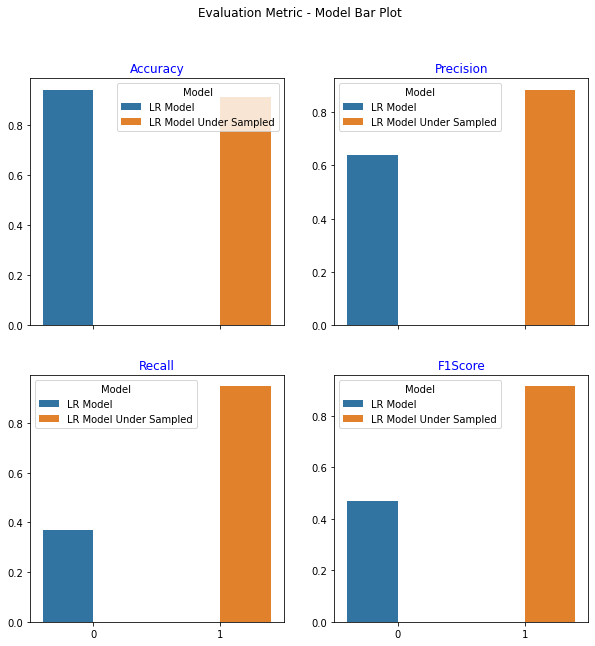 Evaluation Metric - Model Bar Plot
Accuracy
Model
LR Model
LR Model Under Sampled
0.8
0.6
0.4
0.2
0.0
Precision
Model
LR Model
LR Model Under Sampled
0.8
0.6
0.4
0.2
0.0
Recall
Model
LR Model
LR Model Under Sampled
0.8
0.6
0.4
0.2
0.0
0 1
F1Score
Model
LR Model
LR Model Under Sampled
0.8
0.6
0.4
0.2
0.0
0 1